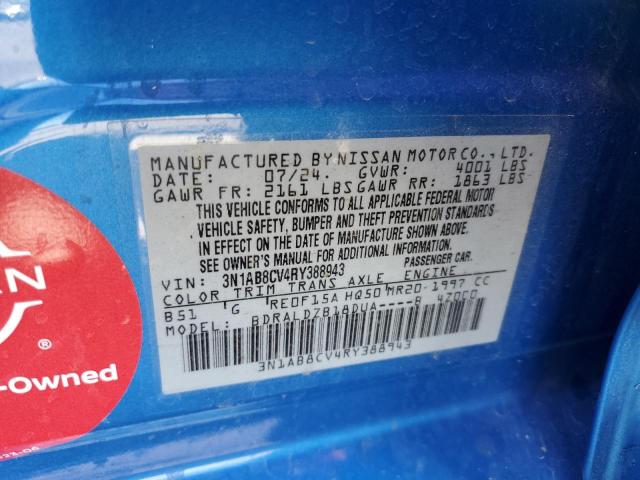 MANUFACTURED BY NISSAN MOTOR CO., LTD.
DATE: 07/24 GVWR: 4001 LBS
GAWR FR: 2161 LBS GAWR RR: 1863 LBS
THIS VEHICLE CONFORMS TO ALL APPLICABLE FEDERAL MOTOR
VEHICLE SAFETY, BUMPER AND THEFT PREVENTION STANDARDS
IN EFFECT ON THE DATE OF MANUFACTURE SHOWN ABOVE.
SEE OWNER'S MANUAL FOR ADDITIONAL INFORMATION.
VIN: 3N1AB8CV4RY388943 PASSENGER CAR.
COLOR TRIM TRANS AXLE ENGINE
B51 G RE0F15A HQ50 MR20-1997 CC
MODEL: BDRALDZB18DUA----B 4Z0C0
3N1AB8CV4RY388943
-Owned